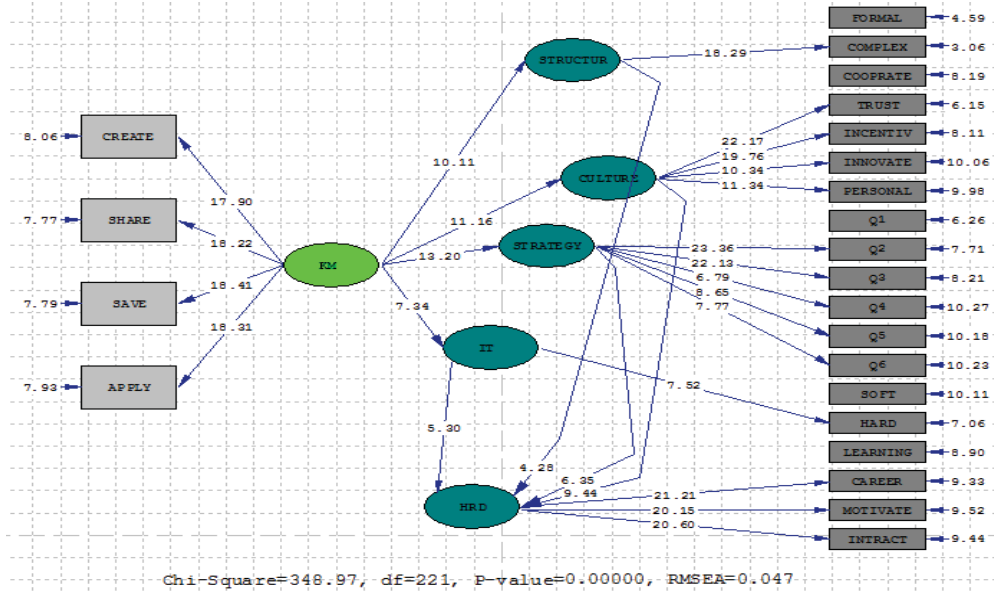 FORMAL 4.59
COMPLEX 3.06
COOPRATE 8.19
TRUST 6.15
INCENTIV 8.11
INNOVATE 10.06
PERSONAL 9.98
Q1 6.26
Q2 7.71
Q3 8.21
Q4 10.27
Q5 10.18
Q6 10.23
SOFT 10.11
HARD 7.06
LEARNING 8.90
CAREER 9.33
MOTIVATE 9.52
INTRACT 9.44
8.06 CREATE
7.77 SHARE
7.79 SAVE
7.93 APPLY
17.90
18.22
18.41
18.31
KM
10.11
11.16
13.20
7.34
STRUCTUR
CULTURE
STRATEGY
IT
HRD
18.29
22.17
19.76
10.34
11.34
23.36
22.13
6.79
8.65
7.77
7.52
5.30
4.28
6.35
9.44
21.21
20.15
20.60
Chi-Square=348.97, df=221, P-value=0.00000, RMSEA=0.047